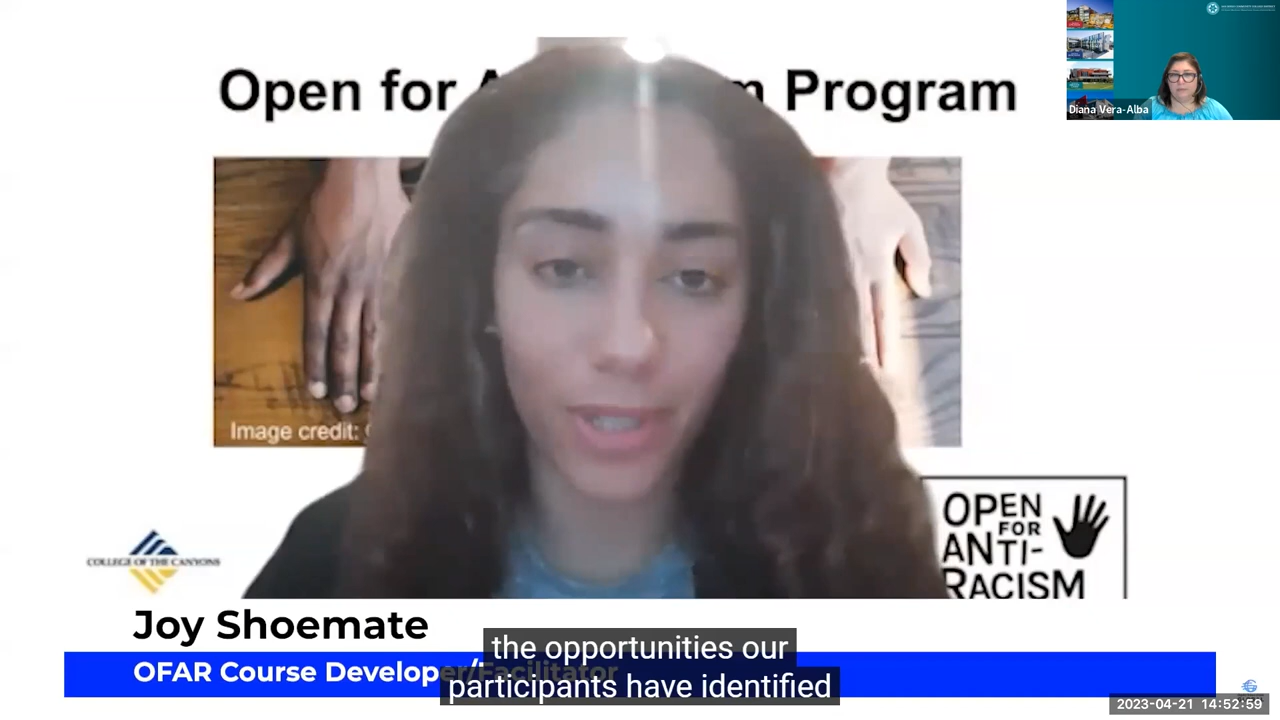 Open for A m Program
Diana Vera-Alba
Image credit:
COLLEGE OF THE CANYONS
OPEN
FOR
ANTI-
RACISM
Joy Shoemate
OFAR Course Developer/Facilitator
the opportunities our
participants have identified
2023-04-21 14:52:59